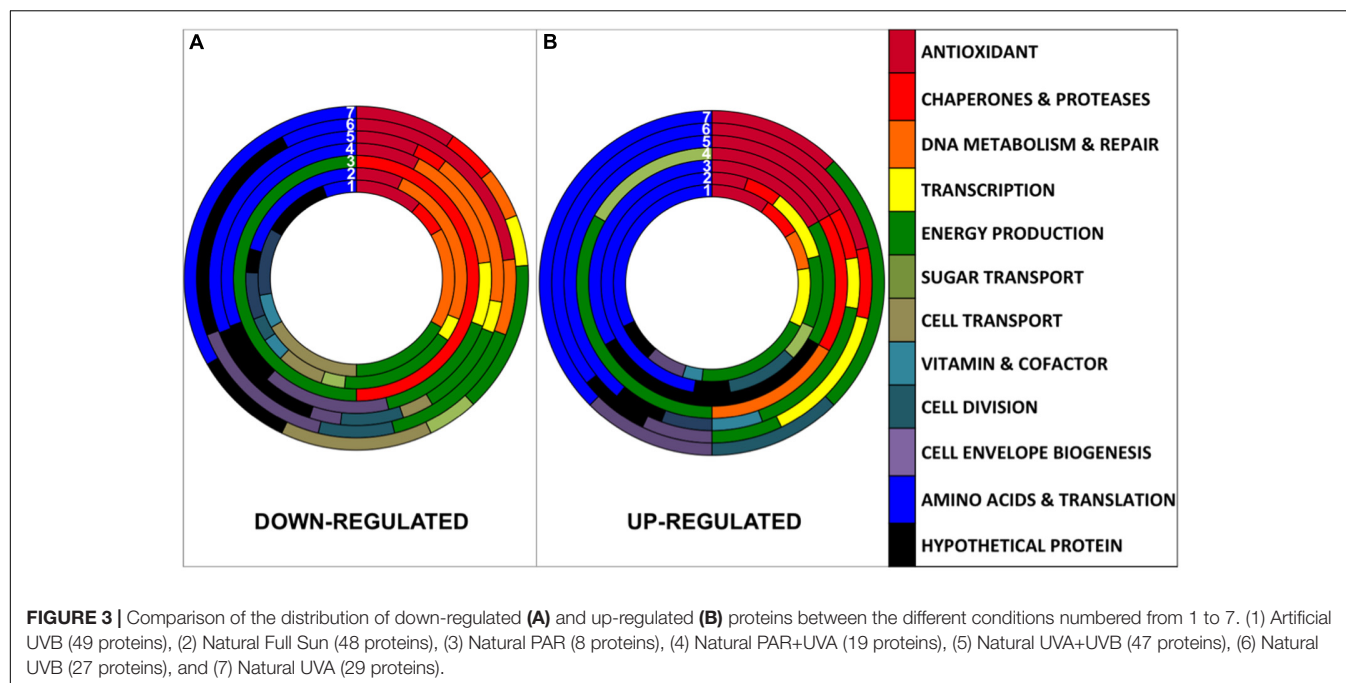 A
B
7
6
5
4
3
2
1
7
6
5
4
3
2
1
DOWN-REGULATED
UP-REGULATED
ANTIOXIDANT
CHAPERONES & PROTEASES
DNA METABOLISM & REPAIR
TRANSCRIPTION
ENERGY PRODUCTION
SUGAR TRANSPORT
CELL TRANSPORT
VITAMIN & COFACTOR
CELL DIVISION
CELL ENVELOPE BIOGENESIS
AMINO ACIDS & TRANSLATION
HYPOTHETICAL PROTEIN
FIGURE 3 | Comparison of the distribution of down-regulated (A) and up-regulated (B) proteins between the different conditions numbered from 1 to 7. (1) Artificial
UVB (49 proteins), (2) Natural Full Sun (48 proteins), (3) Natural PAR (8 proteins), (4) Natural PAR+UVA (19 proteins), (5) Natural UVA+UVB (47 proteins), (6) Natural
UVB (27 proteins), and (7) Natural UVA (29 proteins).